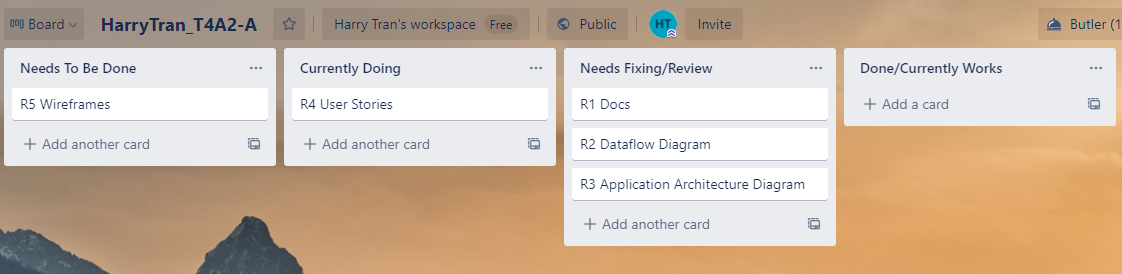 Board HarryTran_T4A2-A Harry Tran's workspace Free Public HT Invite Butler (1
Needs To Be Done
R5 Wireframes
Add another card
Currently Doing
R4 User Stories
Add another card
Needs Fixing/Review
R1 Docs
R2 Dataflow Diagram
R3 Application Architecture Diagram
Add another card
Done/Currently Works
Add a card